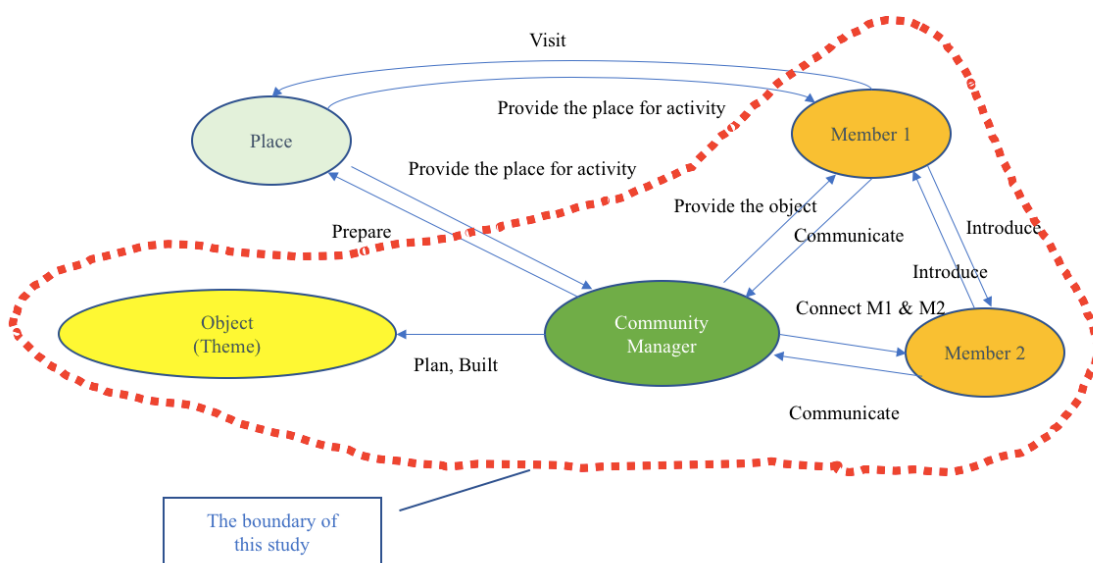 Visit
Provide the place for activity
Place
Member 1
Provide the place for activity
Provide the object
Prepare
Communicate
Introduce
Introduce
Connect M1 & M2
Object
(Theme)
Community
Manager
Member 2
Plan, Built
Communicate
The boundary of
this study